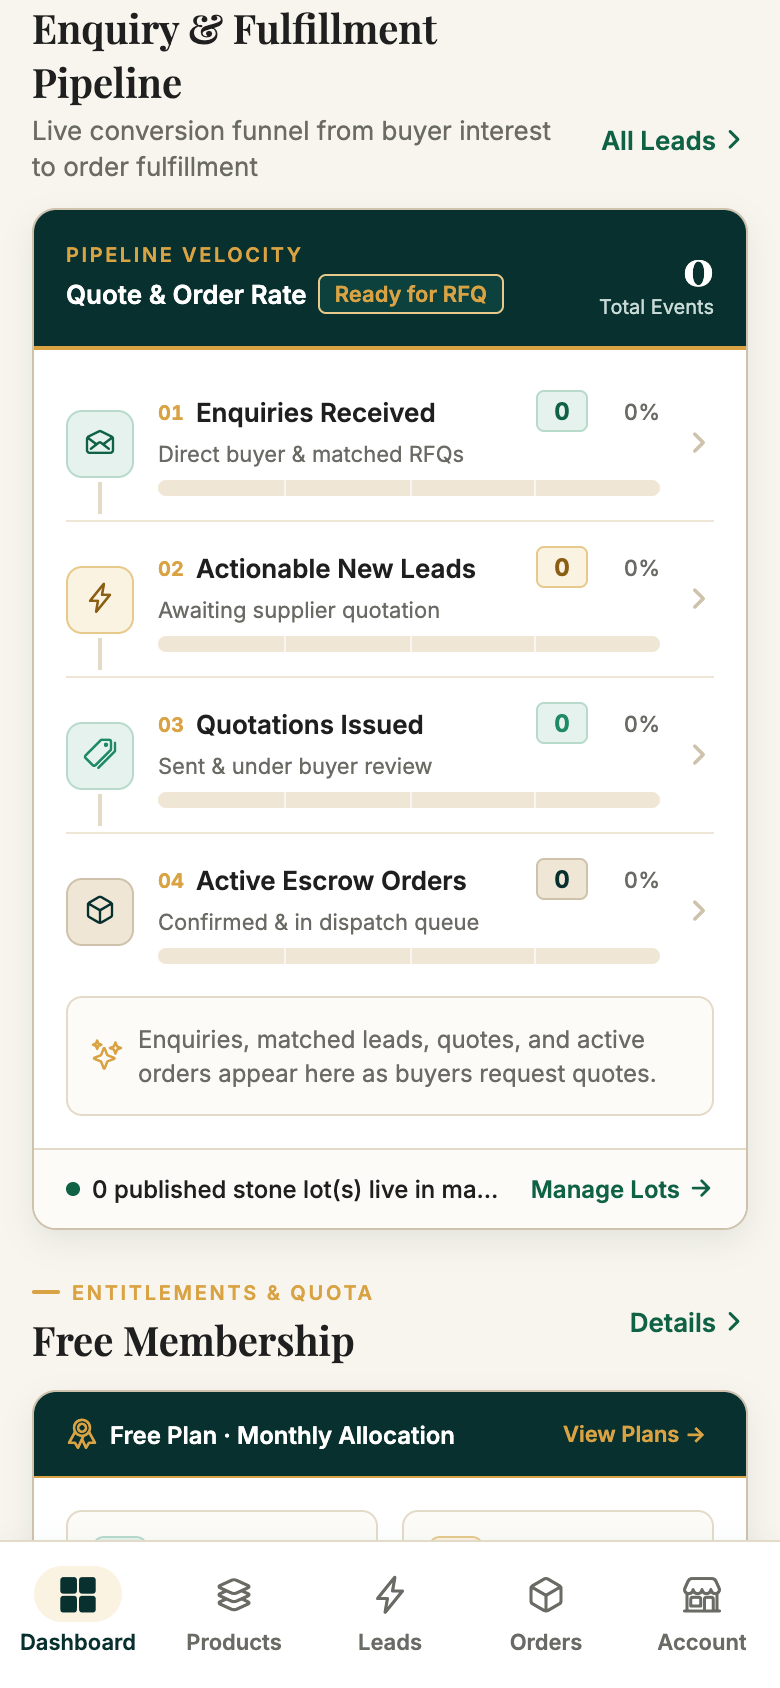 Enquiry & Fulfillment
Pipeline
Live conversion funnel from buyer interest
to order fulfillment
All Leads
PIPELINE VELOCITY
Quote & Order Rate
Ready for RFQ
0
Total Events
01 Enquiries Received 0 0%
Direct buyer & matched RFQs
02 Actionable New Leads 0 0%
Awaiting supplier quotation
03 Quotations Issued 0 0%
Sent & under buyer review
04 Active Escrow Orders 0 0%
Confirmed & in dispatch queue
Enquiries, matched leads, quotes, and active
orders appear here as buyers request quotes.
0 published stone lot(s) live in ma...
Manage Lots →
ENTITLEMENTS & QUOTA
Free Membership
Details
Free Plan · Monthly Allocation
View Plans →
Dashboard
Products
Leads
Orders
Account